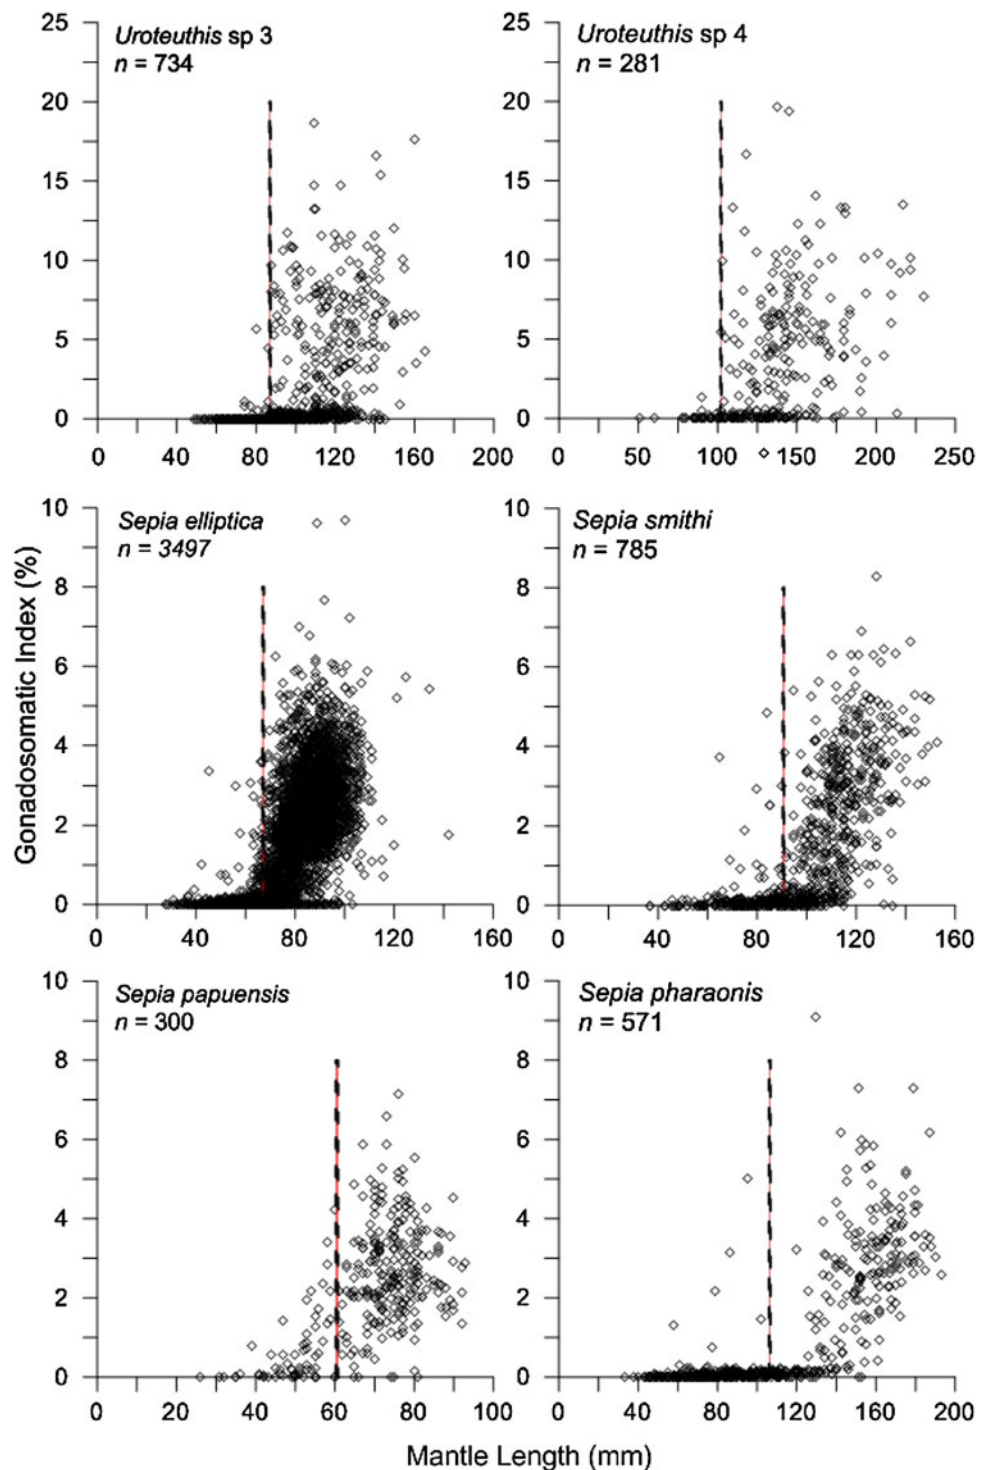 25
20
15
10
5
0
Uroteuthis sp 3
n = 734
0 40 80 120 160 200
25
20
15
10
5
0
Uroteuthis sp 4
n = 281
0 50 100 150 200 250
Gonadosomatic Index (%)
10
8
6
4
2
0
Sepia elliptica
n = 3497
0 40 80 120 160
10
8
6
4
2
0
Sepia smithi
n = 785
0 40 80 120 160
10
8
6
4
2
0
Sepia papuensis
n = 300
0 20 40 60 80 100
10
8
6
4
2
0
Sepia pharaonis
n = 571
0 40 80 120 160 200
Mantle Length (mm)